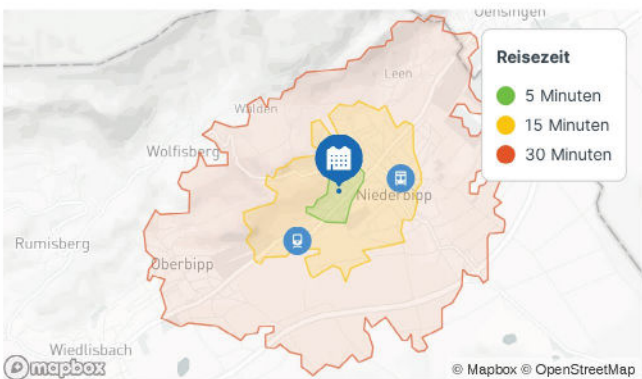 Oensingen
Reisezeit
5 Minuten
15 Minuten
30 Minuten
Leen
Walden
Wolfisberg
Niederbipp
Rumisberg
Oberbipp
Wiedlisbach
mapbox
© Mapbox © OpenStreetMap